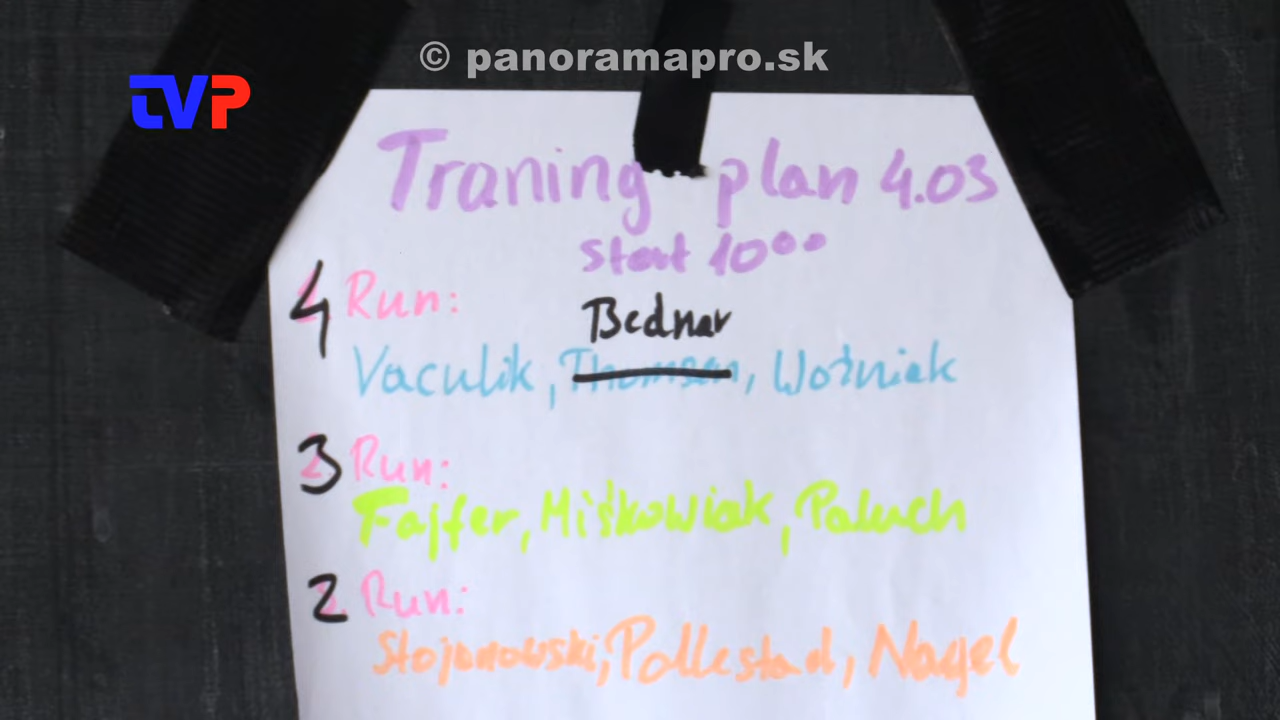 © panoramapro.sk
TVP
Traning plan 4.03
start 10⁰⁰
4 Run:
Bednar
Vaculik, Thomsen, Woźniak
3 Run:
Fajfer, Miśkowiak, Paluch
2 Run:
Stojanowski, Pollestad, Nagel